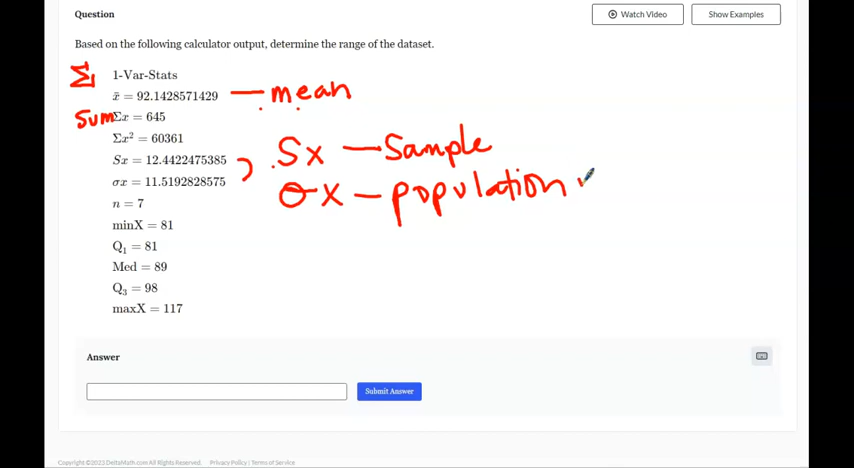 Question
Watch Video
Show Examples
Based on the following calculator output, determine the range of the dataset.
Σ 1-Var-Stats
x̄ = 92.1428571429 — mean
sum Σx = 645
Σx² = 60361
Sx = 12.4422475385
σx = 11.5192828575
Sx — Sample
σx — population
n = 7
minX = 81
Q₁ = 81
Med = 89
Q₃ = 98
maxX = 117
Answer
Submit Answer
Copyright ©2023 DeltaMath.com All Rights Reserved. Privacy Policy | Terms of Service